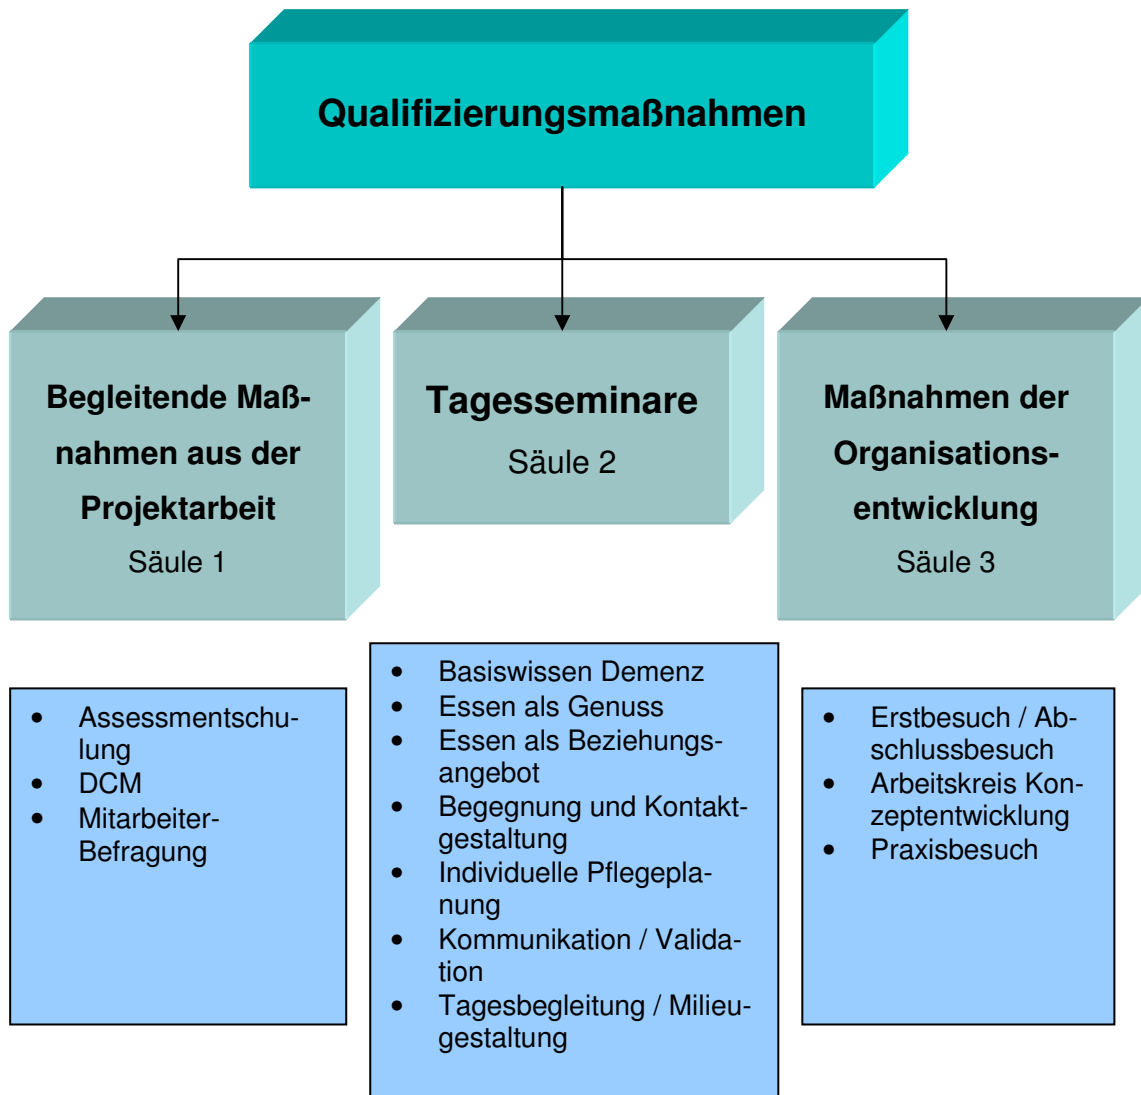 Qualifizierungsmaßnahmen
Begleitende Maß-
nahmen aus der
Projektarbeit
Säule 1
Tagesseminare
Säule 2
Maßnahmen der
Organisations-
entwicklung
Säule 3
• Assessmentschu-
lung
• DCM
• Mitarbeiter-
Befragung
• Basiswissen Demenz
• Essen als Genuss
• Essen als Beziehungs-
angebot
• Begegnung und Kontakt-
gestaltung
• Individuelle Pflegepla-
nung
• Kommunikation / Valida-
tion
• Tagesbegleitung / Milieu-
gestaltung
• Erstbesuch / Ab-
schlussbesuch
• Arbeitskreis Kon-
zeptentwicklung
• Praxisbesuch